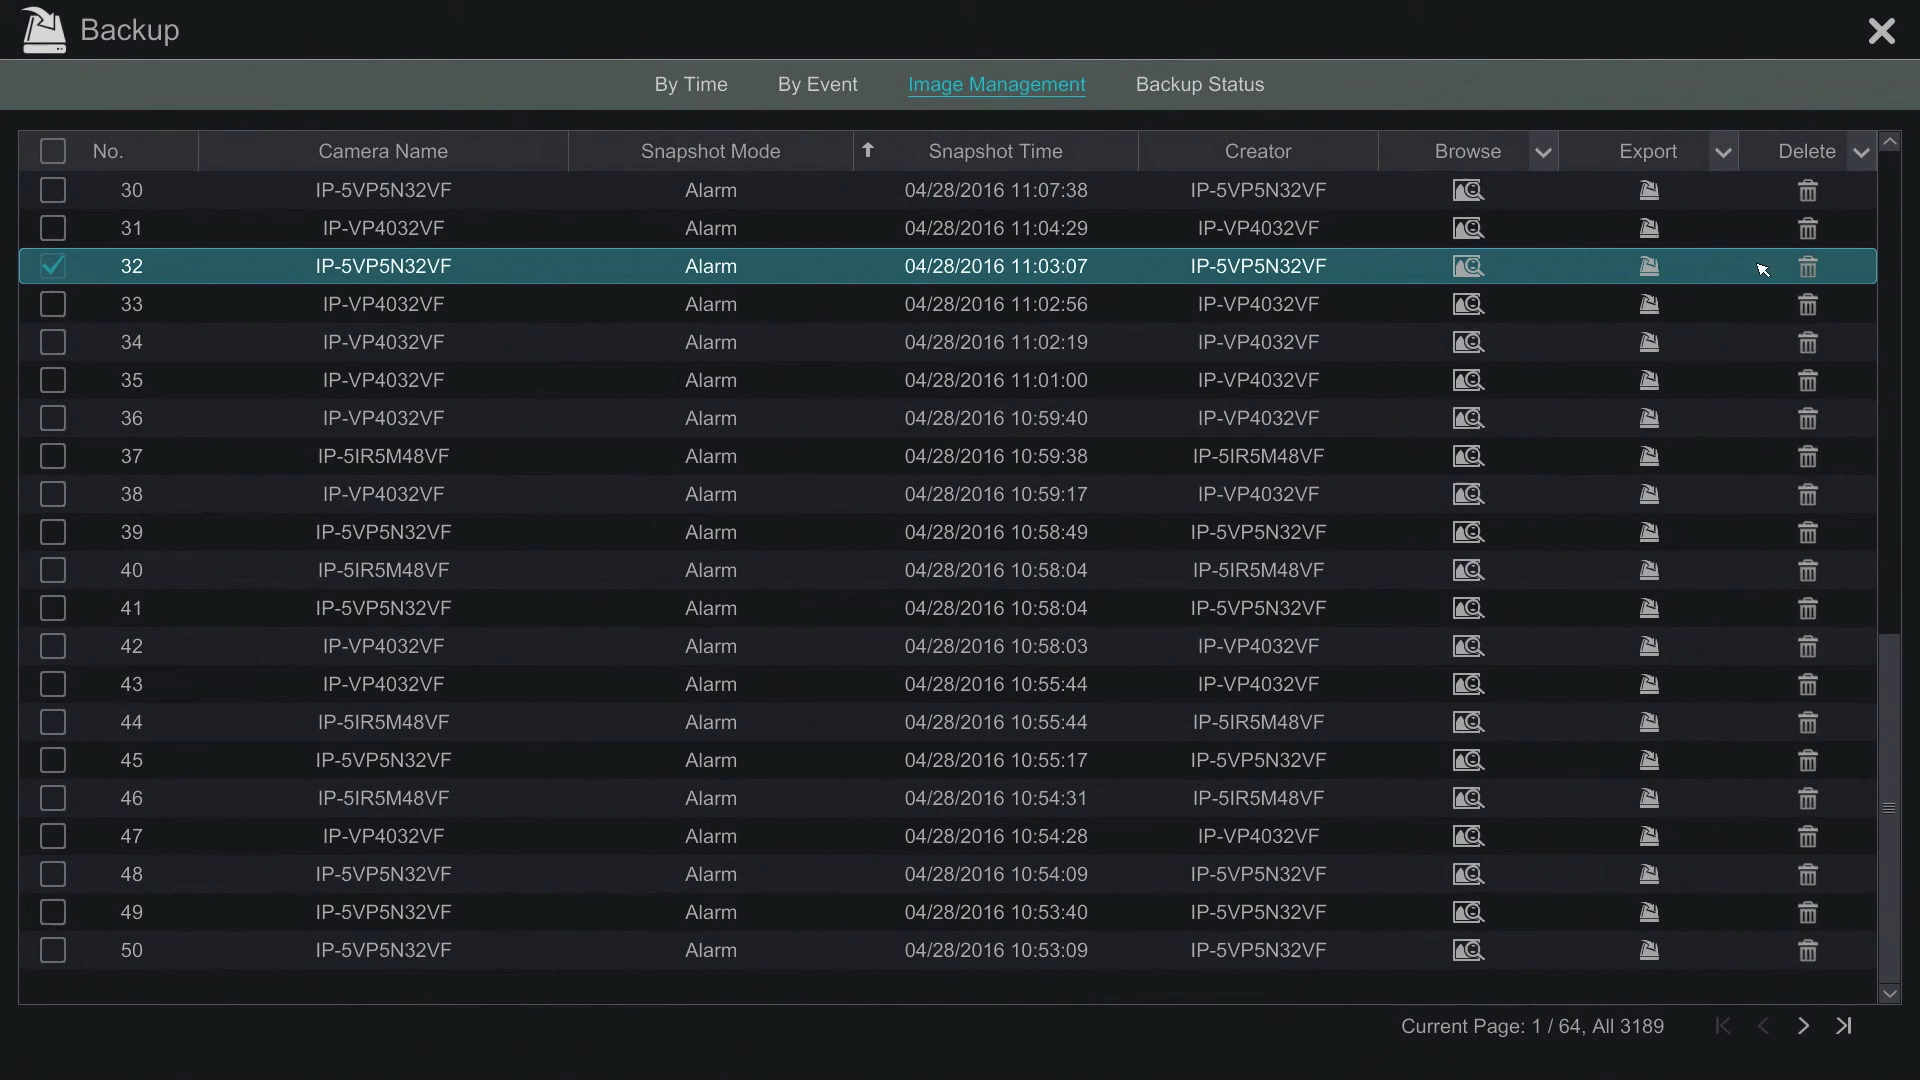 Backup
By Time By Event Image Management Backup Status
No. Camera Name Snapshot Mode Snapshot Time Creator Browse Export Delete
30 IP-5VP5N32VF Alarm 04/28/2016 11:07:38 IP-5VP5N32VF
31 IP-VP4032VF Alarm 04/28/2016 11:04:29 IP-VP4032VF
32 IP-5VP5N32VF Alarm 04/28/2016 11:03:07 IP-5VP5N32VF
33 IP-VP4032VF Alarm 04/28/2016 11:02:56 IP-VP4032VF
34 IP-VP4032VF Alarm 04/28/2016 11:02:19 IP-VP4032VF
35 IP-VP4032VF Alarm 04/28/2016 11:01:00 IP-VP4032VF
36 IP-VP4032VF Alarm 04/28/2016 10:59:40 IP-VP4032VF
37 IP-5IR5M48VF Alarm 04/28/2016 10:59:38 IP-5IR5M48VF
38 IP-VP4032VF Alarm 04/28/2016 10:59:17 IP-VP4032VF
39 IP-5VP5N32VF Alarm 04/28/2016 10:58:49 IP-5VP5N32VF
40 IP-5IR5M48VF Alarm 04/28/2016 10:58:04 IP-5IR5M48VF
41 IP-5VP5N32VF Alarm 04/28/2016 10:58:04 IP-5VP5N32VF
42 IP-VP4032VF Alarm 04/28/2016 10:58:03 IP-VP4032VF
43 IP-VP4032VF Alarm 04/28/2016 10:55:44 IP-VP4032VF
44 IP-5IR5M48VF Alarm 04/28/2016 10:55:44 IP-5IR5M48VF
45 IP-5VP5N32VF Alarm 04/28/2016 10:55:17 IP-5VP5N32VF
46 IP-5IR5M48VF Alarm 04/28/2016 10:54:31 IP-5IR5M48VF
47 IP-VP4032VF Alarm 04/28/2016 10:54:28 IP-VP4032VF
48 IP-5VP5N32VF Alarm 04/28/2016 10:54:09 IP-5VP5N32VF
49 IP-5VP5N32VF Alarm 04/28/2016 10:53:40 IP-5VP5N32VF
50 IP-5VP5N32VF Alarm 04/28/2016 10:53:09 IP-5VP5N32VF
Current Page: 1 / 64, All 3189